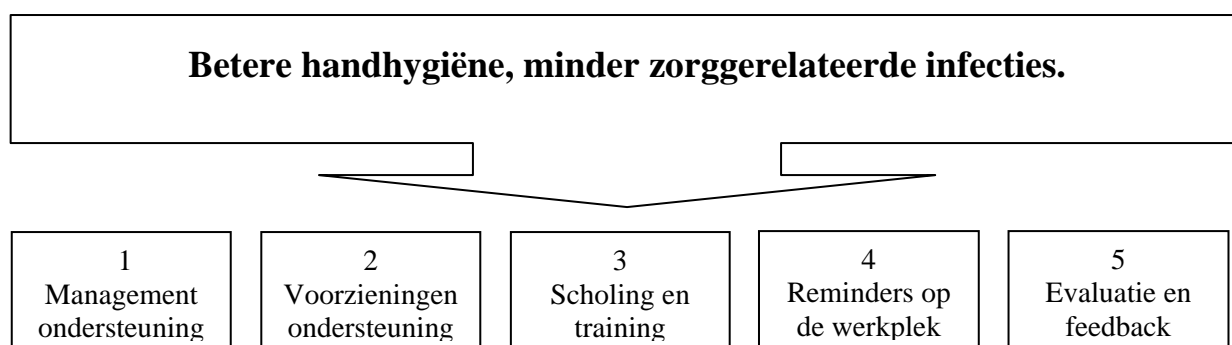 Betere handhygiëne, minder zorggerelateerde infecties.
1
Management
ondersteuning
2
Voorzieningen
ondersteuning
3
Scholing en
training
4
Reminders op
de werkplek
5
Evaluatie en
feedback